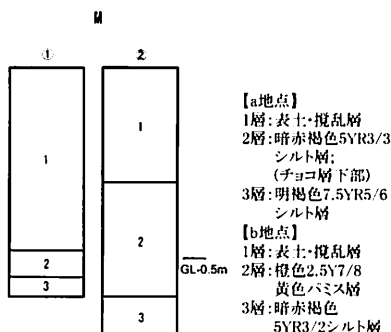 M
① ②
1
2
3
1
2
3
GL-0.5m
【a地点】
1層:表土・撹乱層
2層:暗赤褐色5YR3/3
シルト層;
(チョコ層下部)
3層:明褐色7.5YR5/6
シルト層
【b地点】
1層:表土・撹乱層
2層:橙色2.5Y7/8
黄色パミス層
3層:暗赤褐色
5YR3/2シルト層